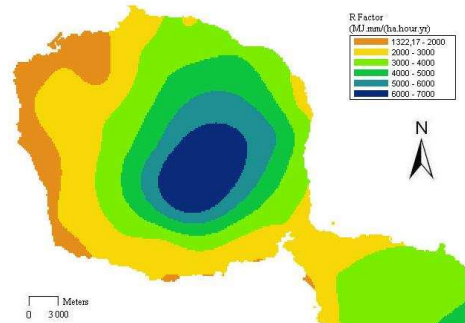 R Factor
(MJ.mm/(ha.hour.yr)
1322,17 - 2000
2000 - 3000
3000 - 4000
4000 - 5000
5000 - 6000
6000 - 7000
N
Meters
0 3 000